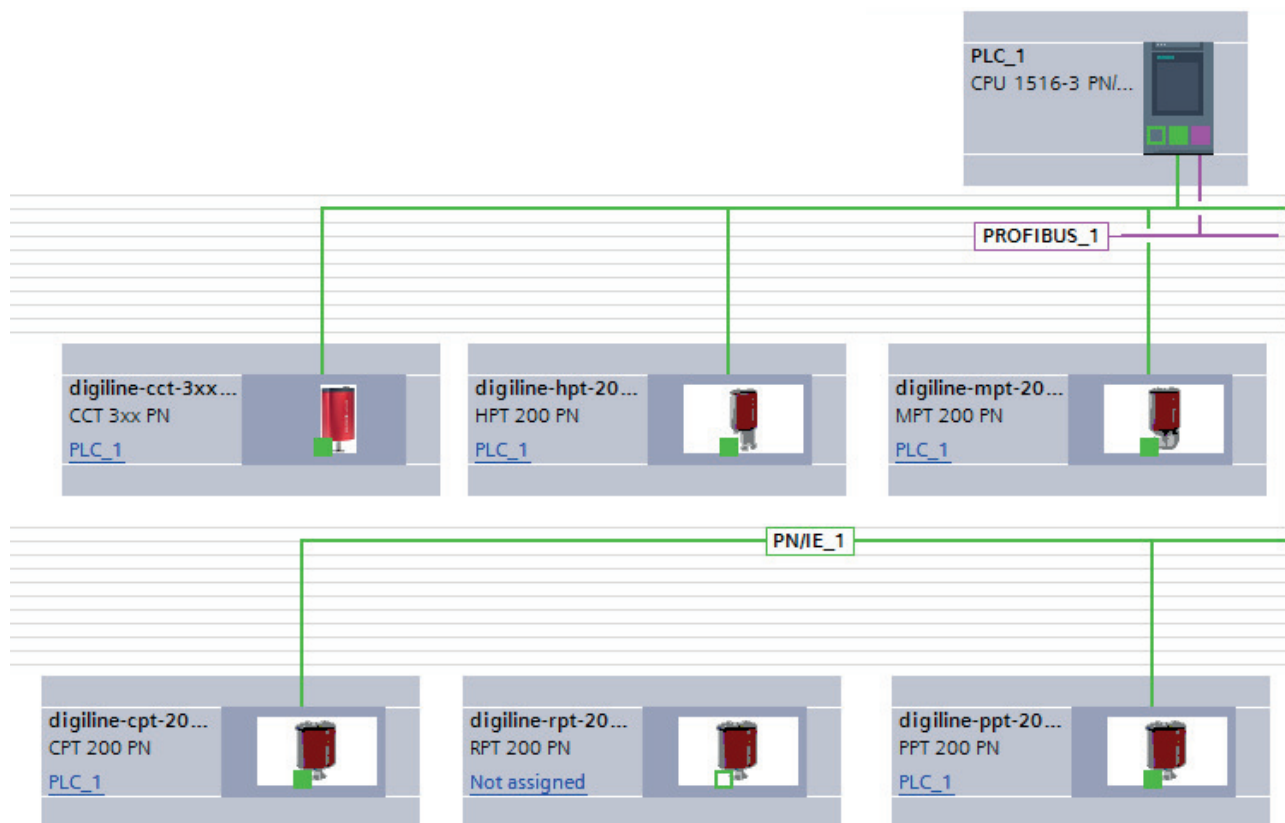 PLC_1
CPU 1516-3 PN/...
PROFIBUS_1
digiline-cct-3xx...
CCT 3xx PN
PLC_1
digiline-hpt-20...
HPT 200 PN
PLC_1
digiline-mpt-20...
MPT 200 PN
PLC_1
PN/IE_1
digiline-cpt-20...
CPT 200 PN
PLC_1
digiline-rpt-20...
RPT 200 PN
Not assigned
digiline-ppt-20...
PPT 200 PN
PLC_1